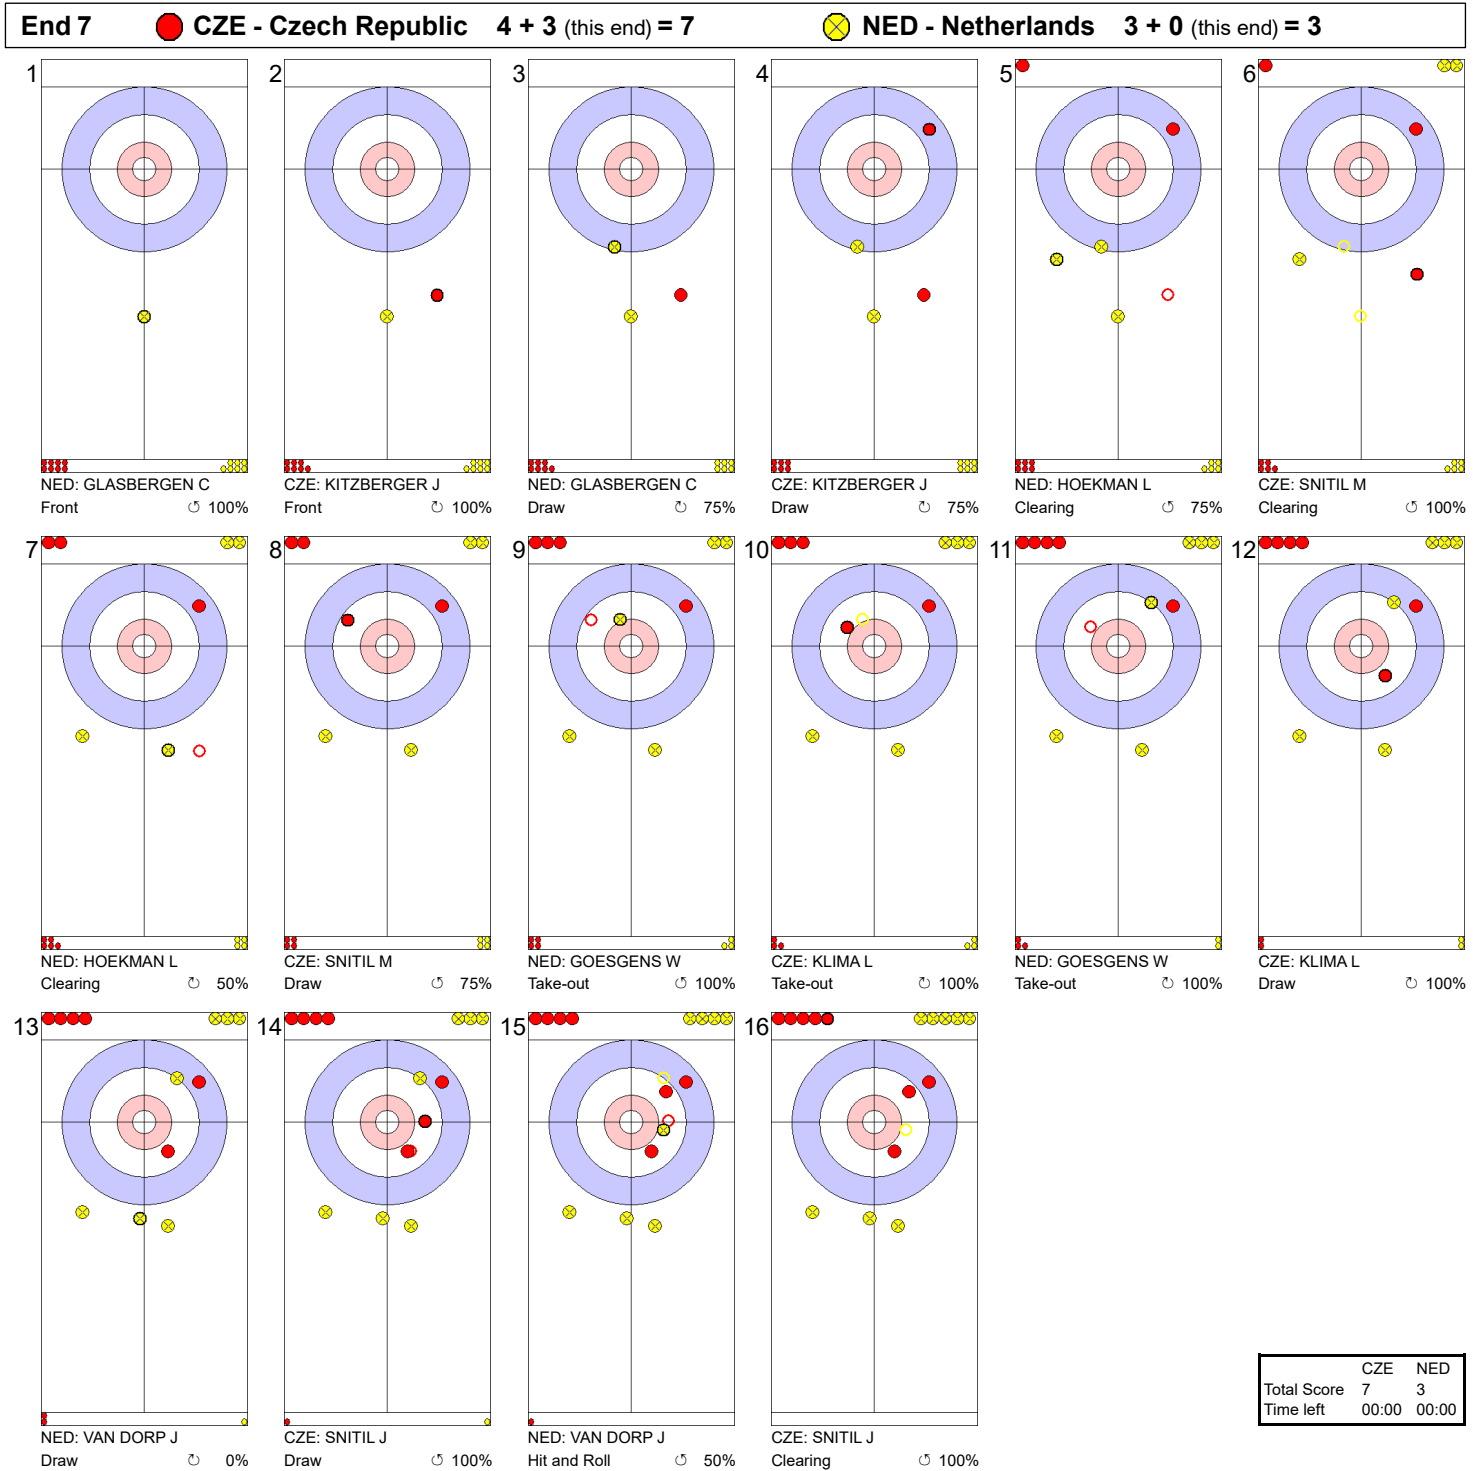 End 7 CZE - Czech Republic 4 + 3 (this end) = 7 NED - Netherlands 3 + 0 (this end) = 3
1 2 3 4 5 6
NED: GLASBERGEN C CZE: KITZBERGER J NED: GLASBERGEN C CZE: KITZBERGER J NED: HOEKMAN L CZE: SNITIL M
Front ↺ 100% Front ↻ 100% Draw ↺ 75% Draw ↻ 75% Clearing ↺ 75% Clearing ↺ 100%
7 8 9 10 11 12
NED: HOEKMAN L CZE: SNITIL M NED: GOESGENS W CZE: KLIMA L NED: GOESGENS W CZE: KLIMA L
Clearing ↻ 50% Draw ↻ 75% Take-out ↺ 100% Take-out ↺ 100% Take-out ↺ 100% Draw ↺ 100%
13 14 15 16
NED: VAN DORP J CZE: SNITIL J NED: VAN DORP J CZE: SNITIL J
Draw ↻ 0% Draw ↺ 100% Hit and Roll ↺ 50% Clearing ↺ 100%
CZE NED
Total Score 7 3
Time left 00:00 00:00